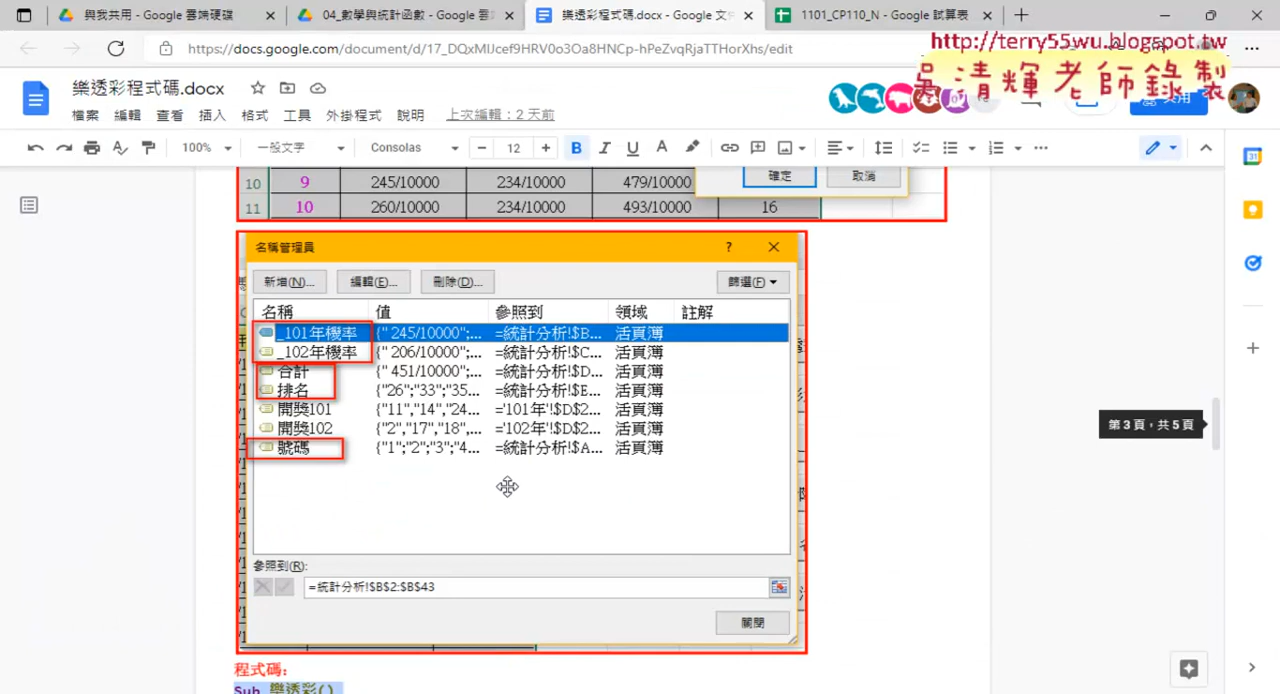 與我共用 - Google 雲端硬碟
04_數學與統計函數 - Google 雲
樂透彩程式碼.docx - Google 文
1101_CP110_N - Google 試算表
https://docs.google.com/document/d/17_DQxMIJcef9HRV0o3Oa8HNCp-hPeZvqRjaTTHorXhs/edit
http://terry55wu.blogspot.tw
吳清輝老師錄製
樂透彩程式碼.docx
檔案 編輯 查看 插入 格式 工具 外掛程式 說明 上次編輯：2 天前
共用
100% 一般文字 Consolas 12 B I U A
10 9 245/10000 234/10000 479/10000
確定 取消
11 10 260/10000 234/10000 493/10000 16
名稱管理員
新增(N)... 編輯(E)... 刪除(D)... 篩選(F)
名稱 值 參照到 領域 註解
_101年機率 {" 245/10000";... =統計分析!$B... 活頁簿
_102年機率 {" 206/10000";... =統計分析!$C... 活頁簿
合計 {" 451/10000";... =統計分析!$D... 活頁簿
排名 {"26";"33";"35... =統計分析!$E... 活頁簿
開獎101 {"11","14","24... ='101年'!$D$2... 活頁簿
開獎102 {"2","17","18",... ='102年'!$D$2... 活頁簿
號碼 {"1";"2";"3";"4... =統計分析!$A... 活頁簿
第 3 頁，共 5 頁
參照到(R):
=統計分析!$B$2:$B$43
關閉
程式碼:
Sub 樂透彩()